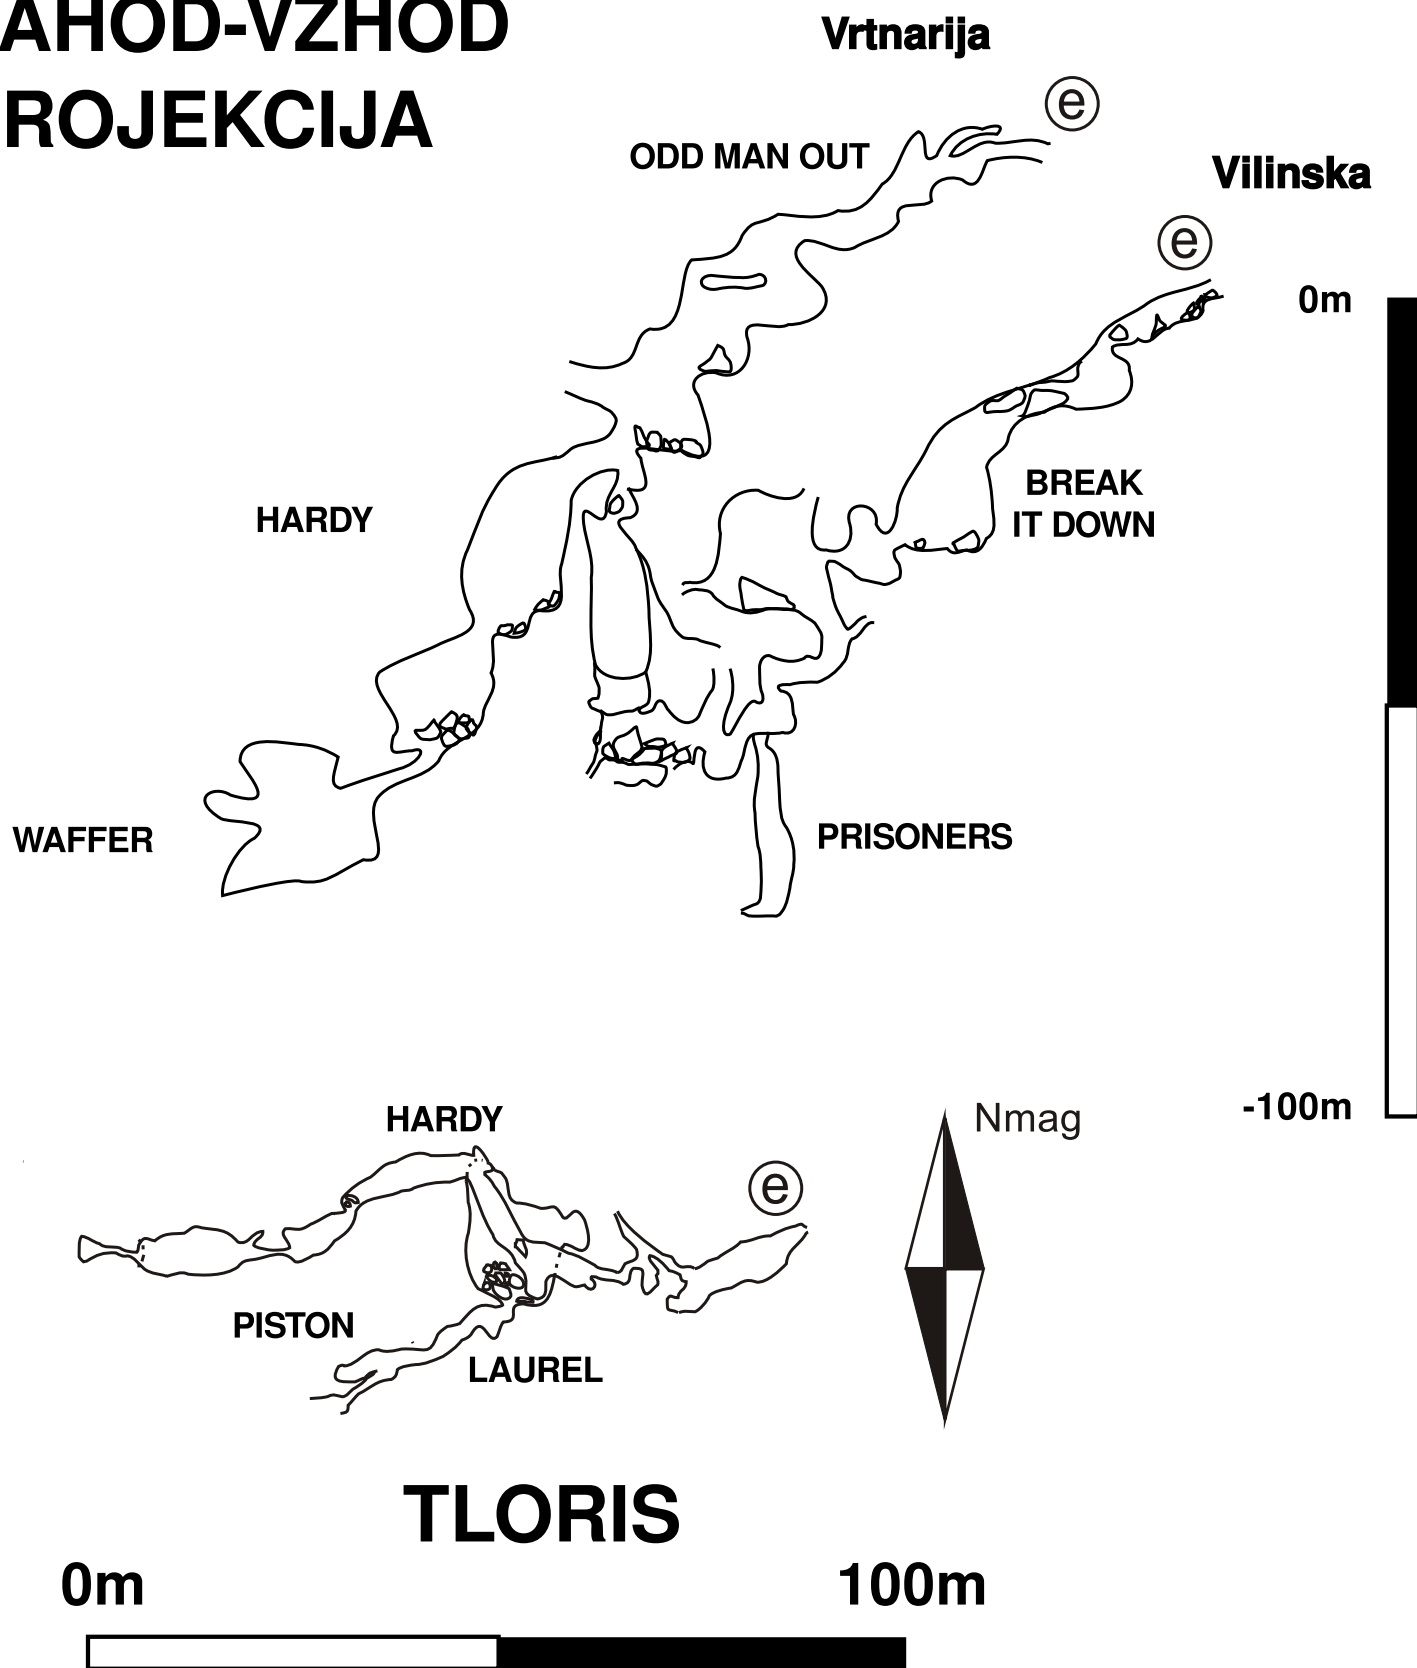 AHOD-VZHOD
ROJEKCIJA
Vrtnarija
e
ODD MAN OUT
Vilinska
e
0m
HARDY
BREAK
IT DOWN
WAFFER
PRISONERS
-100m
HARDY
Nmag
e
PISTON
LAUREL
TLORIS
0m
100m